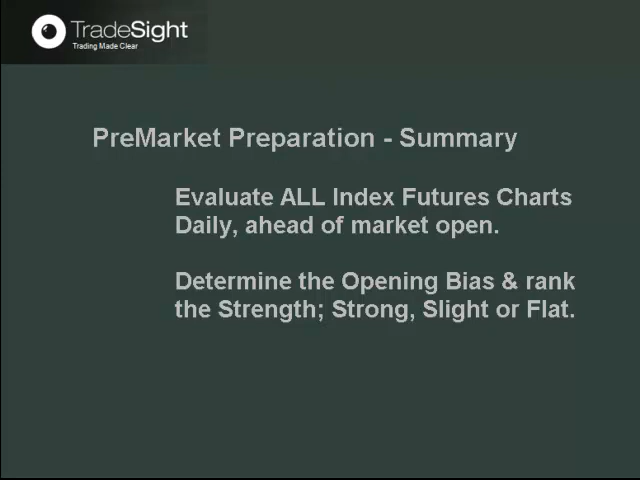 TradeSight
Trading Made Clear
PreMarket Preparation - Summary
Evaluate ALL Index Futures Charts
Daily, ahead of market open.
Determine the Opening Bias & rank
the Strength; Strong, Slight or Flat.